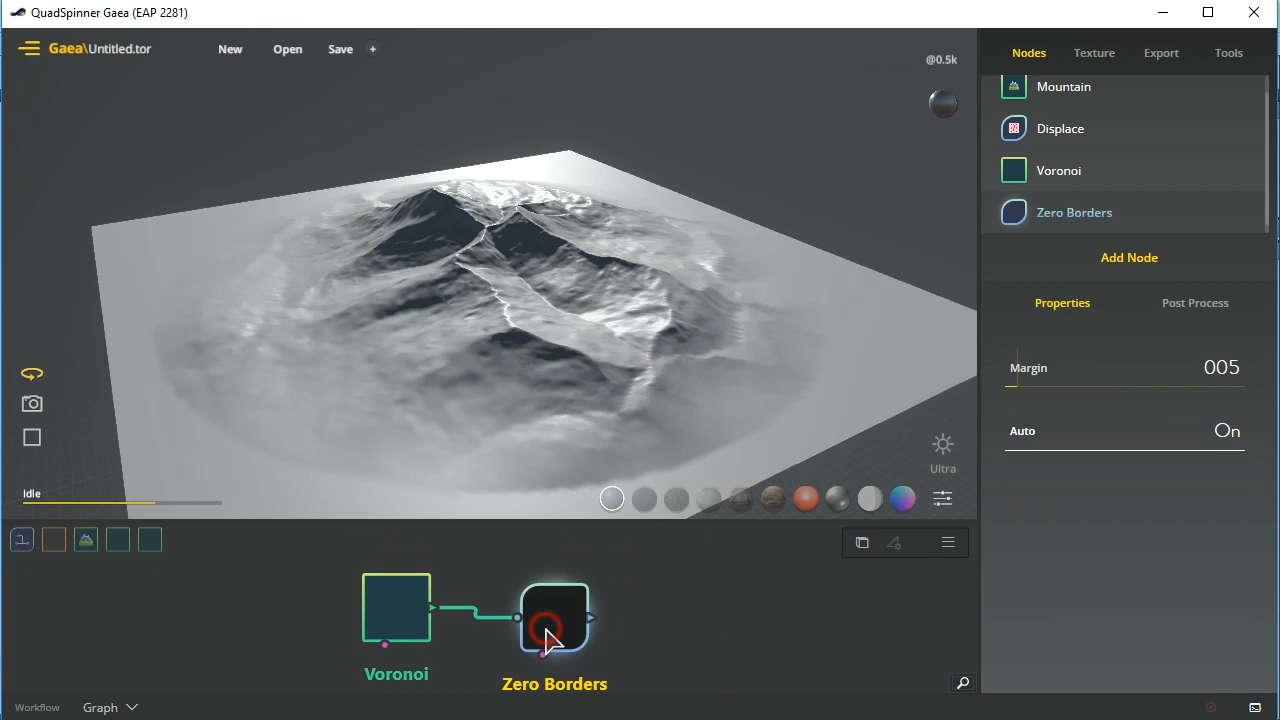 QuadSpinner Gaea (EAP 2281)
Gaea\Untitled.tor
New
Open
Save
+
@0.5k
Nodes
Texture
Export
Tools
Mountain
Displace
Voronoi
Zero Borders
Add Node
Properties
Post Process
Margin
005
Auto
On
Ultra
Idle
Voronoi
Zero Borders
Workflow
Graph